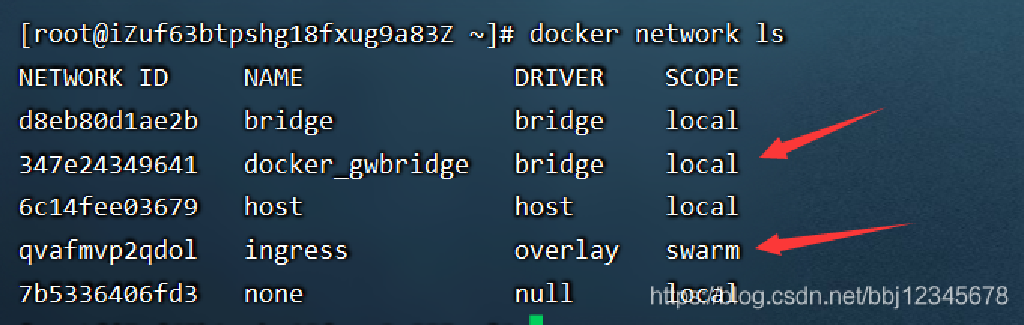 [root@iZuf63btpshg18fxug9a83Z ~]# docker network ls
NETWORK ID NAME DRIVER SCOPE
d8eb80d1ae2b bridge bridge local
347e24349641 docker_gwbridge bridge local
6c14fee03679 host host local
qvafmvp2qdol ingress overlay swarm
7b5336406fd3 none null local
https://blog.csdn.net/bbj12345678